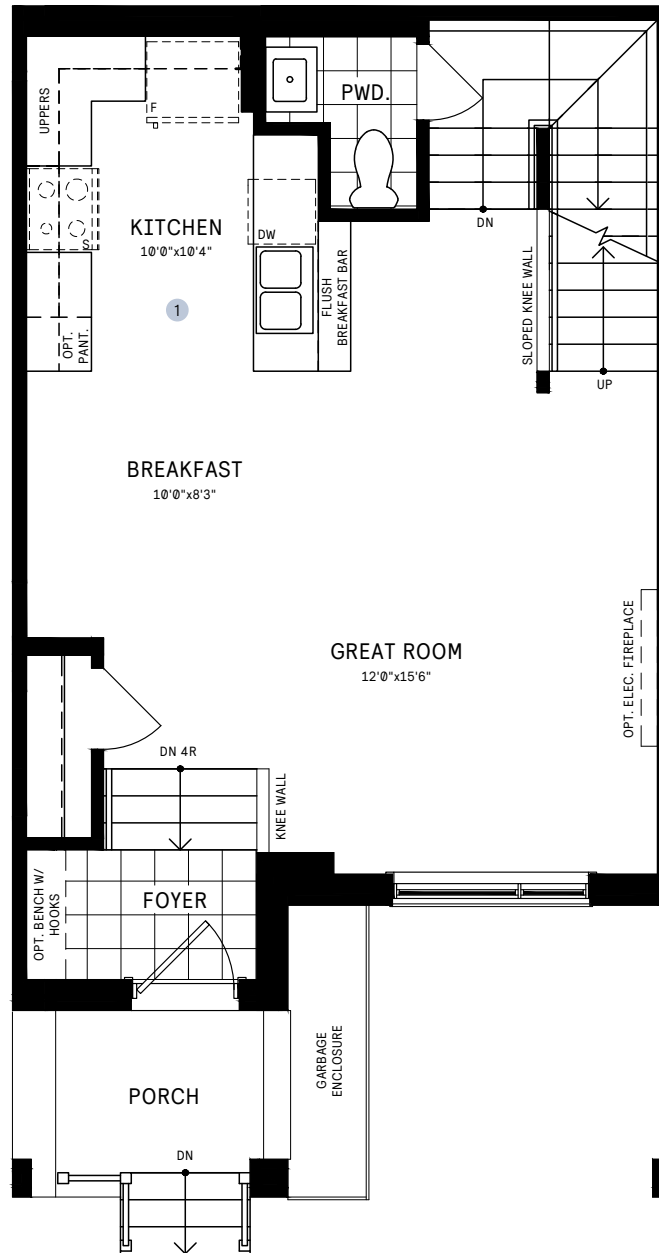 UPPERS
F
PWD.
KITCHEN
10'0"x10'4"
S
DW
DN
1
OPT.
PANT.
FLUSH
BREAKFAST BAR
SLOPED KNEE WALL
UP
BREAKFAST
10'0"x8'3"
GREAT ROOM
12'0"x15'6"
OPT. ELEC. FIREPLACE
DN 4R
KNEE WALL
OPT. BENCH W/
HOOKS
FOYER
GARBAGE
ENCLOSURE
PORCH
DN